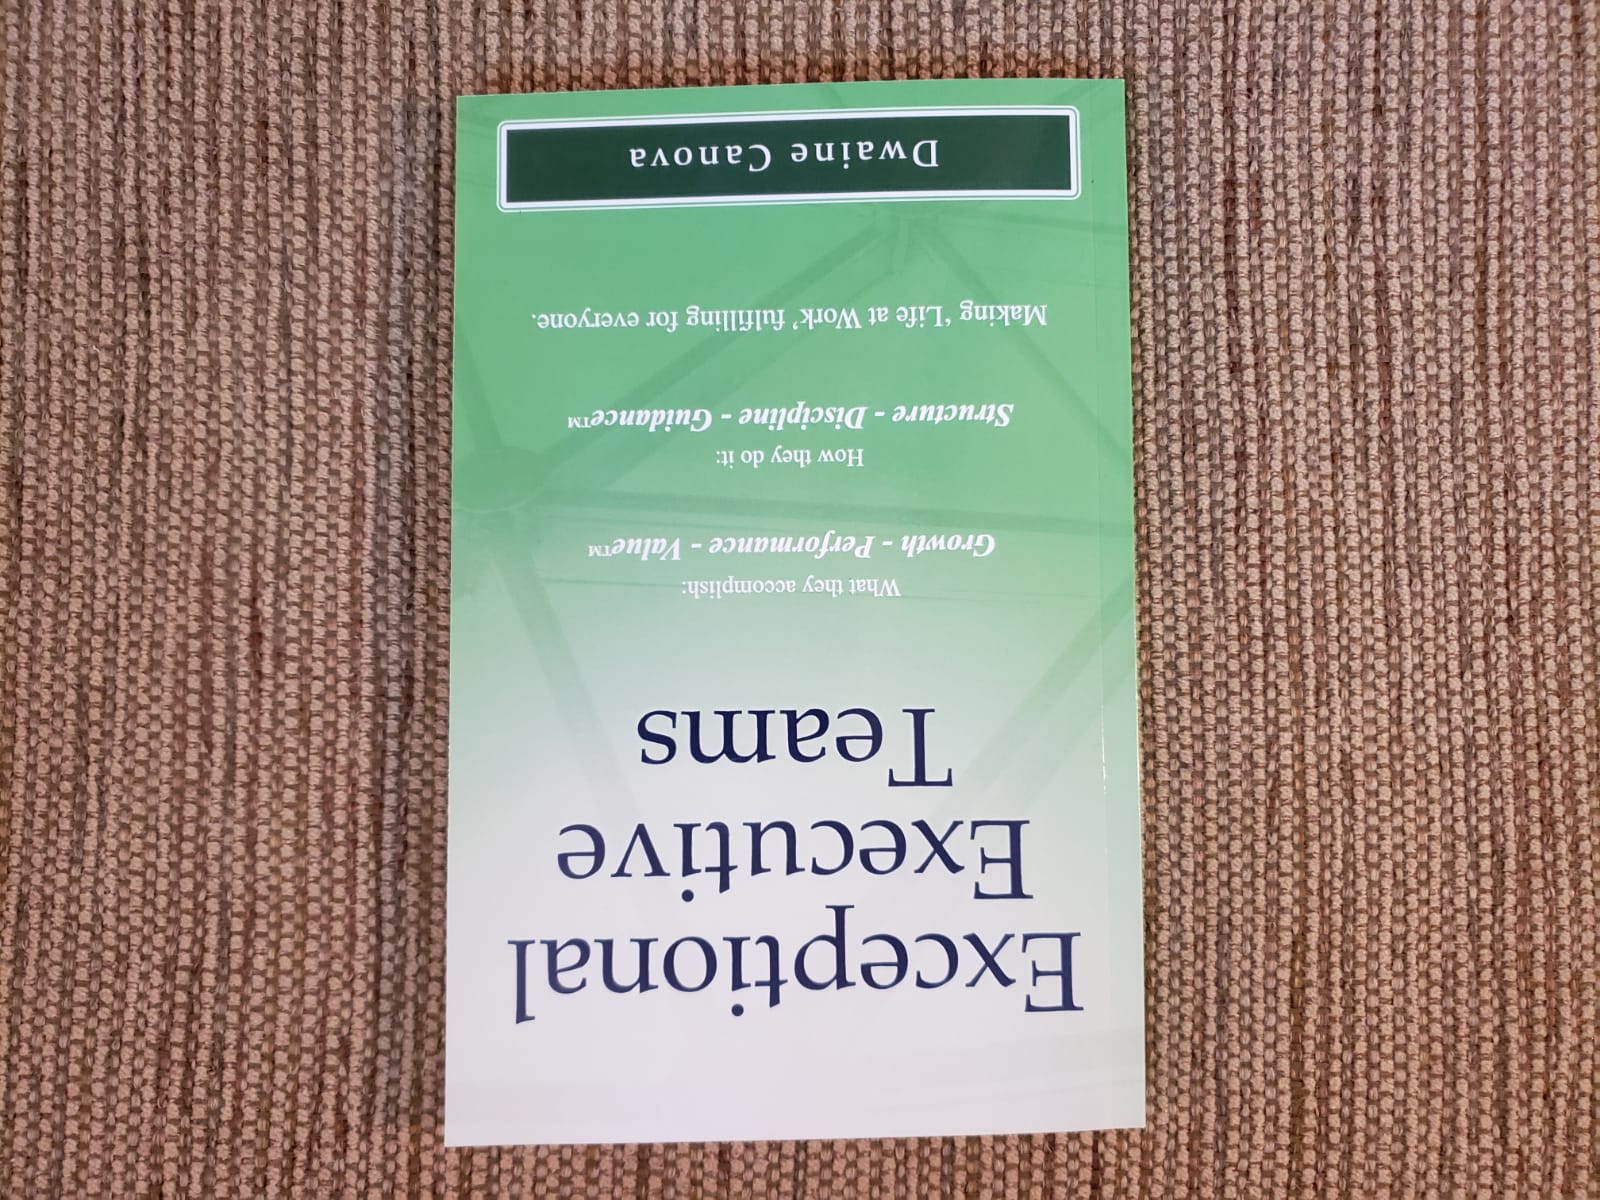 Exceptional
Executive
Teams
What they accomplish:
Growth - Performance - Value™
How they do it:
Structure - Discipline - Guidance™
Making ‘Life at Work’ fulfilling for everyone.
Dwaine Canova